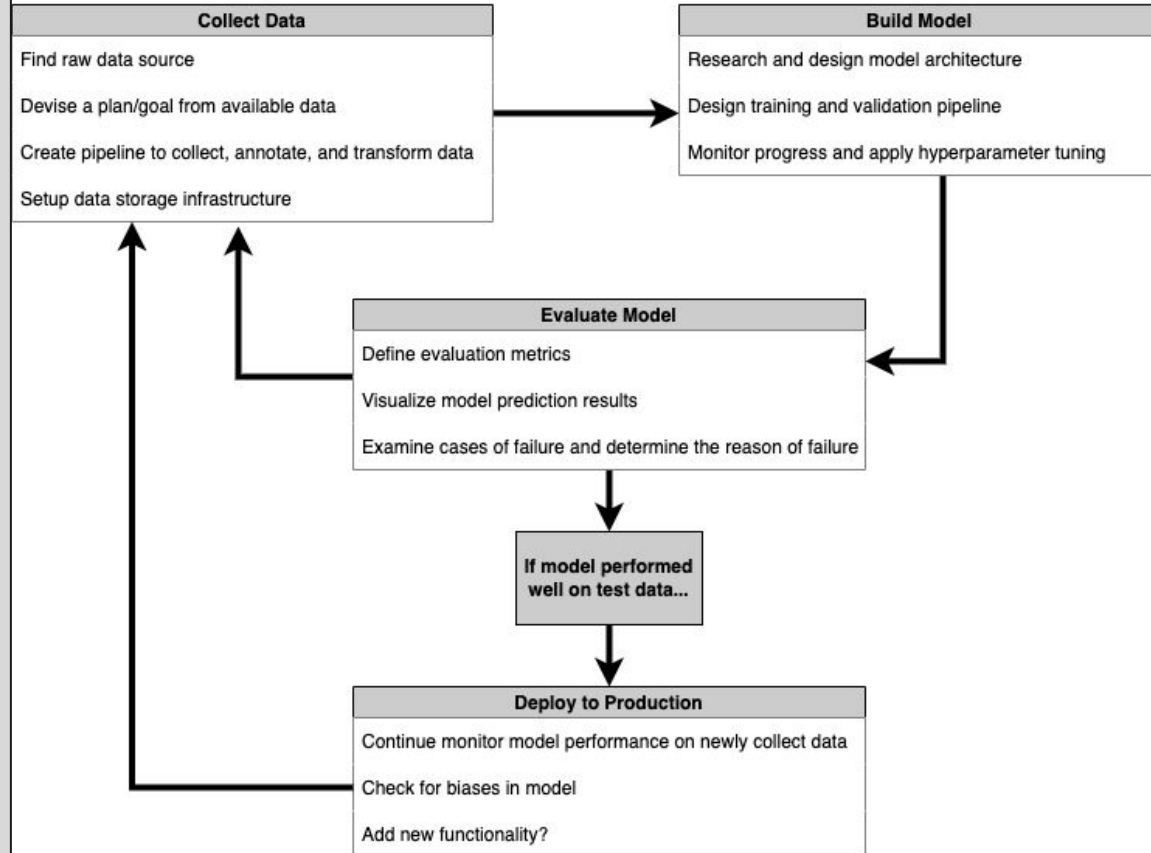 Collect Data
Find raw data source
Devise a plan/goal from available data
Create pipeline to collect, annotate, and transform data
Setup data storage infrastructure
Build Model
Research and design model architecture
Design training and validation pipeline
Monitor progress and apply hyperparameter tuning
Evaluate Model
Define evaluation metrics
Visualize model prediction results
Examine cases of failure and determine the reason of failure
If model performed
well on test data...
Deploy to Production
Continue monitor model performance on newly collect data
Check for biases in model
Add new functionality?